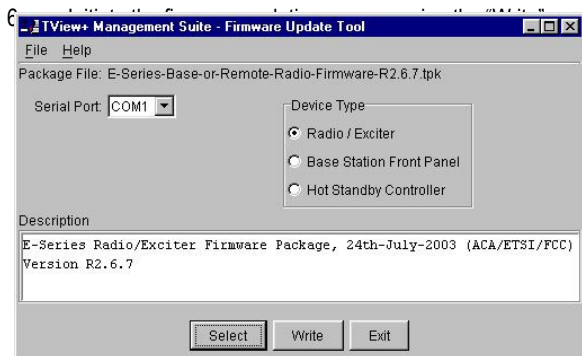 6
TView+ Management Suite - Firmware Update Tool
File Help
Package File: E-Series-Base-or-Remote-Radio-Firmware-R2.6.7.tpk
Serial Port: COM1
Device Type
Radio / Exciter
Base Station Front Panel
Hot Standby Controller
Description
E-Series Radio/Exciter Firmware Package, 24th-July-2003 (ACA/ETSI/FCC)
Version R2.6.7
Select Write Exit